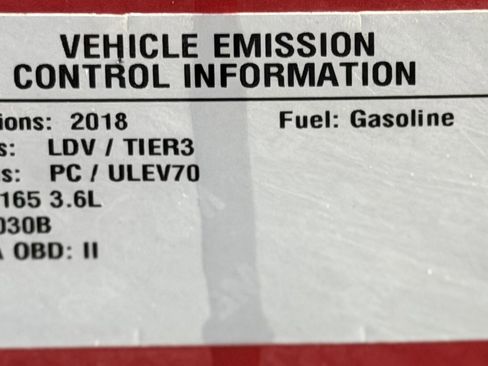 VEHICLE EMISSION
CONTROL INFORMATION
ions: 2018 Fuel: Gasoline
s: LDV / TIER3
s: PC / ULEV70
165 3.6L
030B
A OBD: II